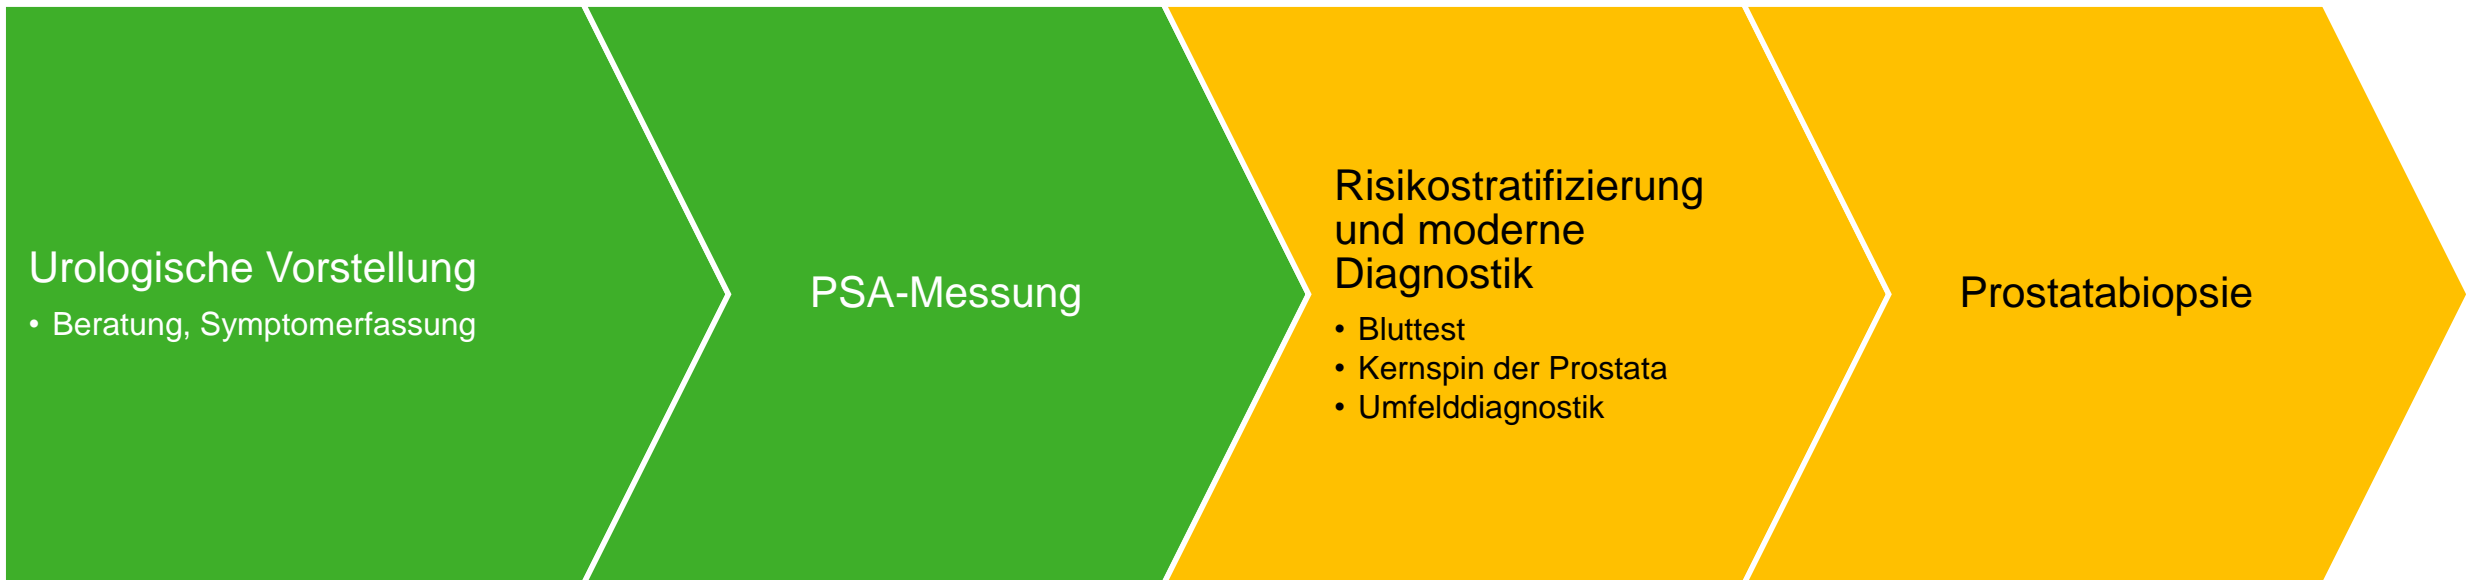 Urologische Vorstellung
• Beratung, Symptomerfassung
PSA-Messung
Risikostratifizierung
und moderne
Diagnostik
• Bluttest
• Kernspin der Prostata
• Umfelddiagnostik
Prostatabiopsie